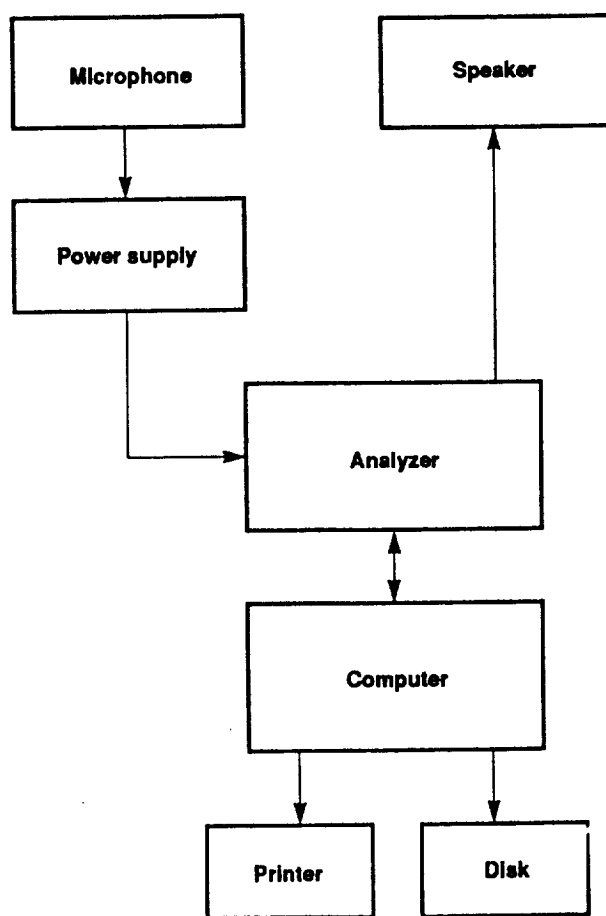 Microphone
Speaker
Power supply
Analyzer
Computer
Printer
Disk